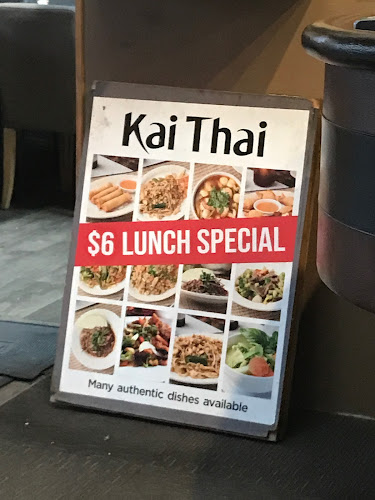 Kai Thai
$6 LUNCH SPECIAL
Many authentic dishes available